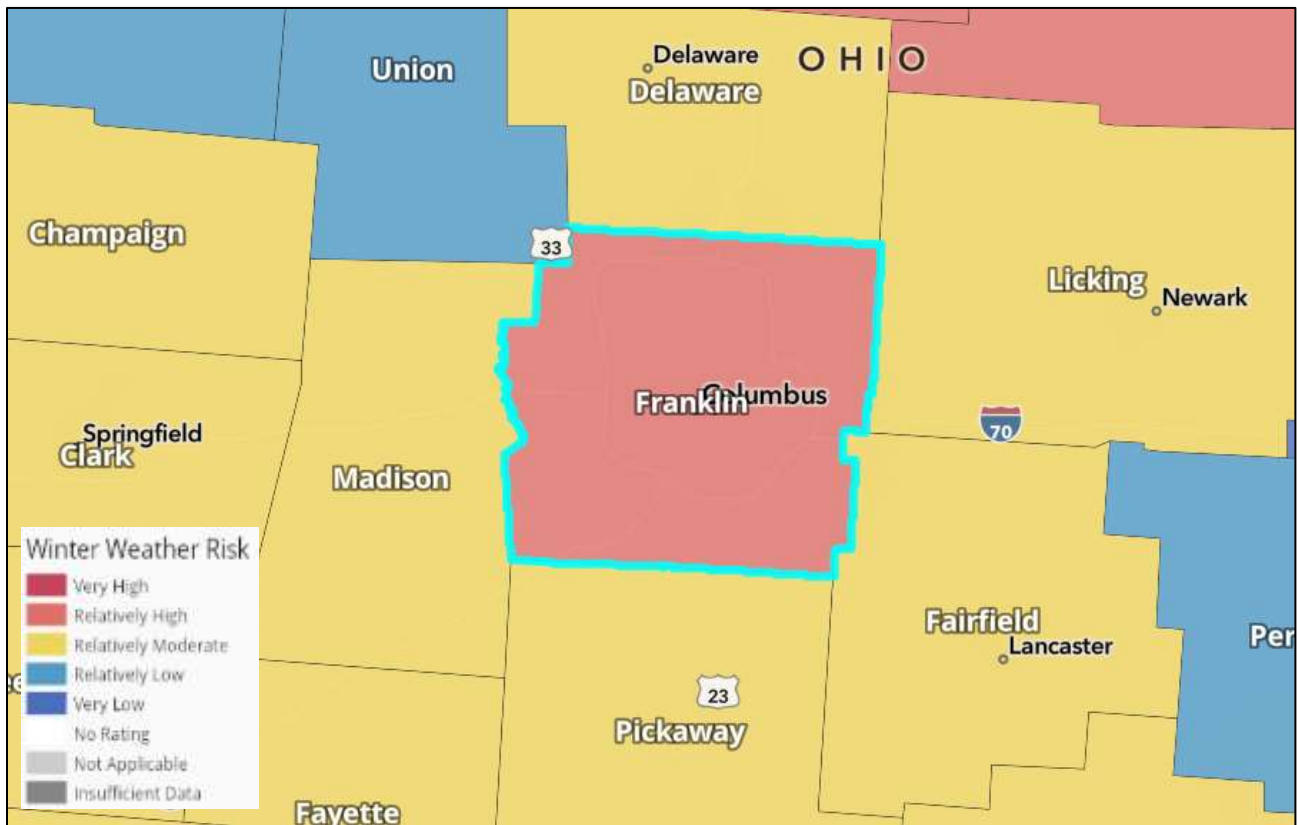 Union
Delaware
Delaware
OHIO
Champaign
33
Licking
Newark
Franklin
Columbus
70
Springfield
Clark
Madison
Winter Weather Risk
Very High
Relatively High
Relatively Moderate
Relatively Low
Very Low
No Rating
Not Applicable
Insufficient Data
Fairfield
Lancaster
Per
23
Pickaway
Fayette